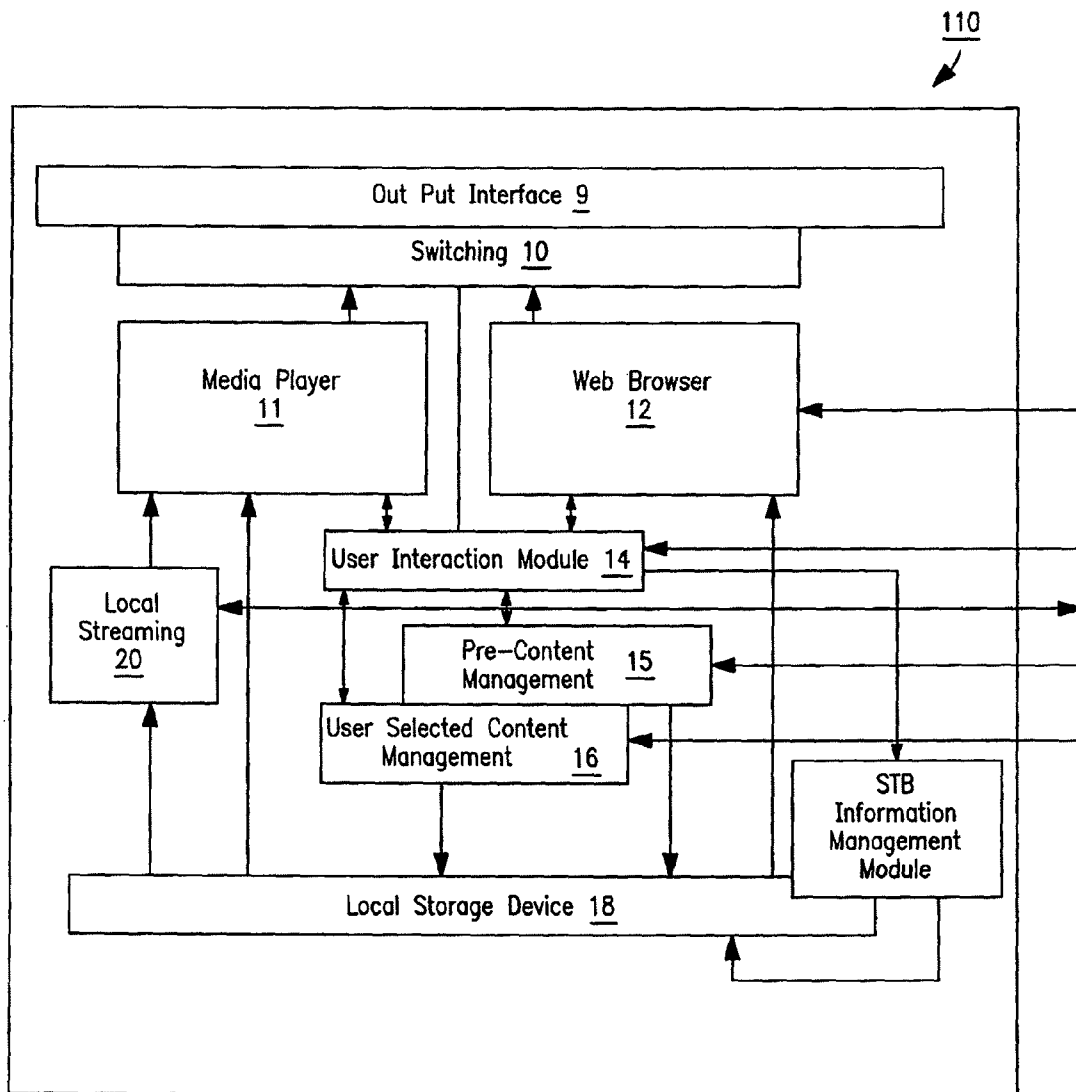 110
Out Put Interface 9
Switching 10
Media Player
11
Web Browser
12
User Interaction Module 14
Local
Streaming
20
Pre-Content
Management 15
User Selected Content
Management 16
STB
Information
Management
Module
Local Storage Device 18